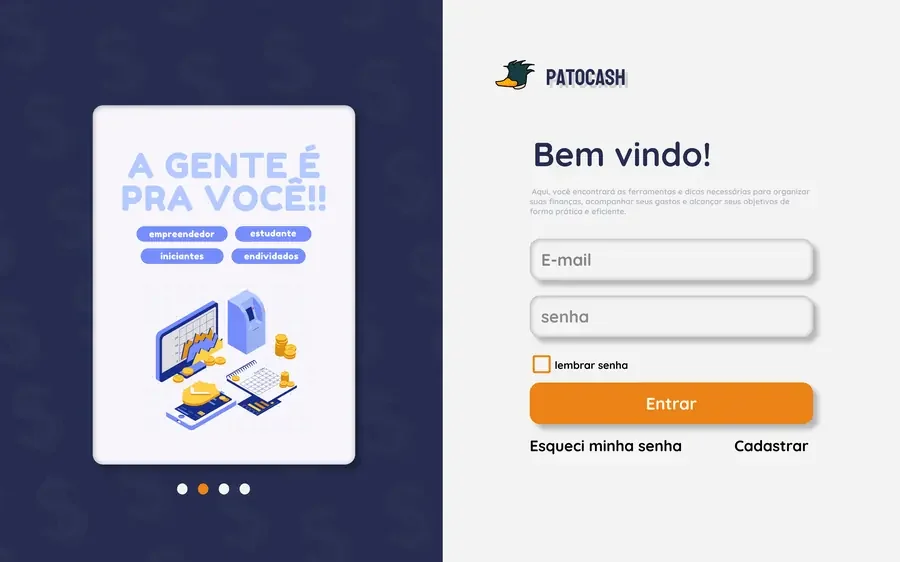 A GENTE É
PRA VOCÊ!!
empreendedor
estudante
iniciantes
endividados
PATOCASH
Bem vindo!
Aqui, você encontrará as ferramentas e dicas necessárias para organizar
suas finanças, acompanhar seus gastos e alcançar seus objetivos de
forma prática e eficiente.
E-mail
senha
lembrar senha
Entrar
Esqueci minha senha
Cadastrar